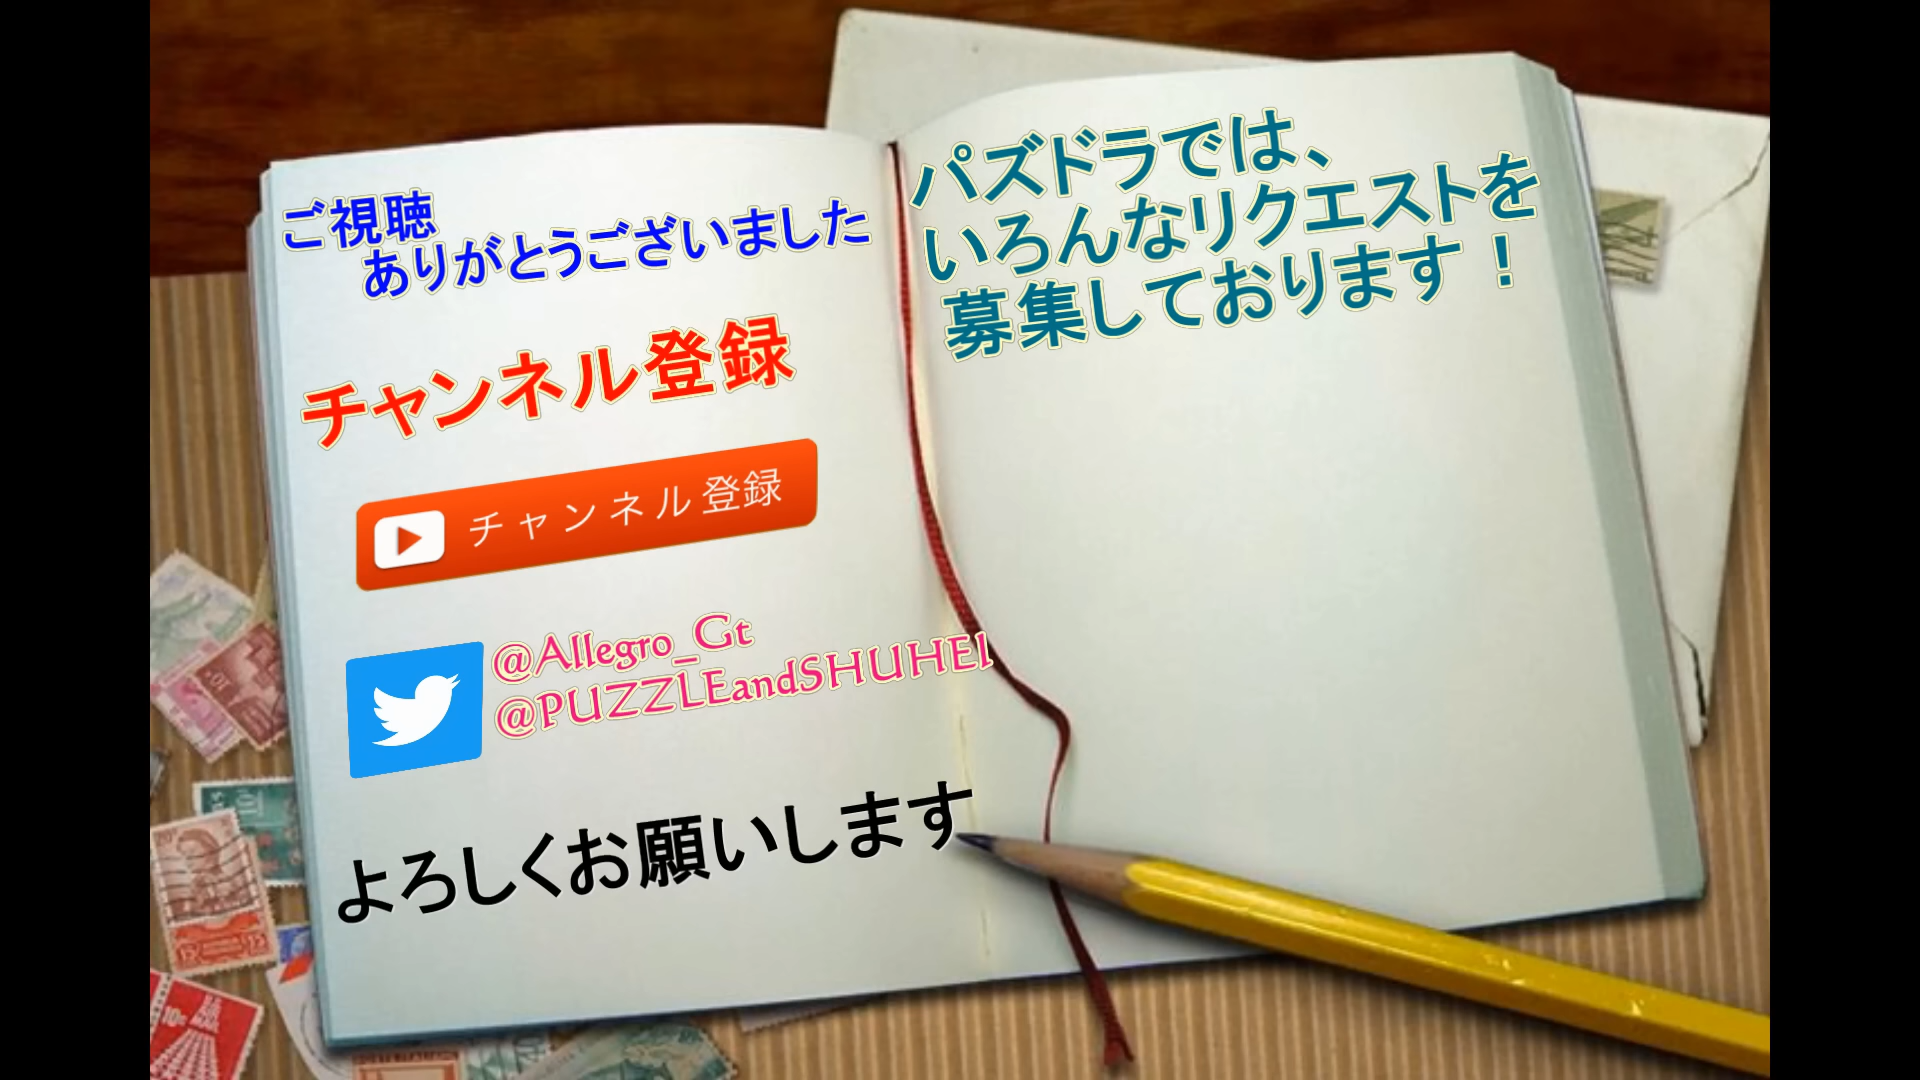 ご視聴
ありがとうございました
チャンネル登録
チャンネル登録
@Allegro_Gt
@PUZZLEandSHUHEI
よろしくお願いします
パズドラでは、
いろんなリクエストを
募集しております！
10c
AIR
MAIL